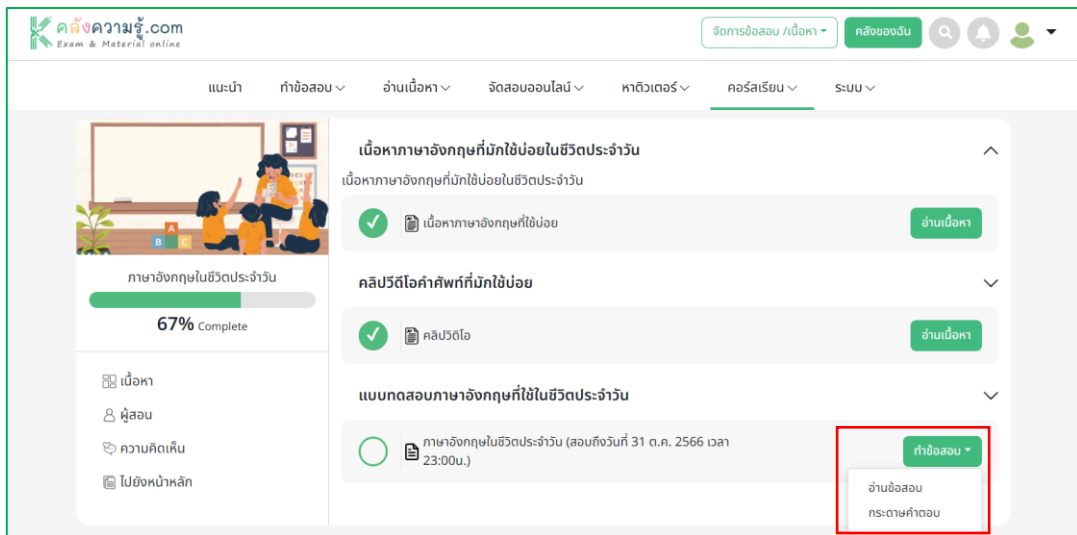 คลังความรู้.com
Exam & Material online
จัดการข้อสอบ /เนื้อหา
คลังของฉัน
แนะนำ ทำข้อสอบ อ่านเนื้อหา จัดสอบออนไลน์ หาติวเตอร์ คอร์สเรียน ระบบ
A
B C
ภาษาอังกฤษในชีวิตประจำวัน
67% Complete
เนื้อหา
ผู้สอน
ความคิดเห็น
ไปยังหน้าหลัก
เนื้อหาภาษาอังกฤษที่มักใช้บ่อยในชีวิตประจำวัน
เนื้อหาภาษาอังกฤษที่มักใช้บ่อยในชีวิตประจำวัน
เนื้อหาภาษาอังกฤษที่ใช้บ่อย อ่านเนื้อหา
คลิปวีดีโอคำศัพท์ที่มักใช้บ่อย
คลิปวิดิโอ อ่านเนื้อหา
แบบทดสอบภาษาอังกฤษที่ใช้ในชีวิตประจำวัน
ภาษาอังกฤษในชีวิตประจำวัน (สอบถึงวันที่ 31 ต.ค. 2566 เวลา
23:00น.)
ทำข้อสอบ
อ่านข้อสอบ
กระดาษคำตอบ